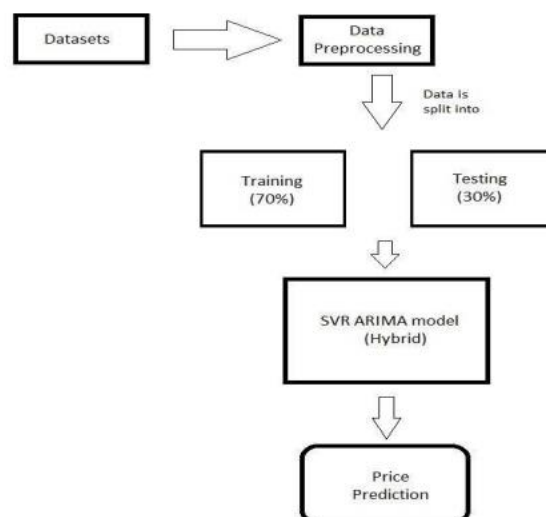 Datasets
Data
Preprocessing
Data is
split into
Training
(70%)
Testing
(30%)
SVR ARIMA model
(Hybrid)
Price
Prediction